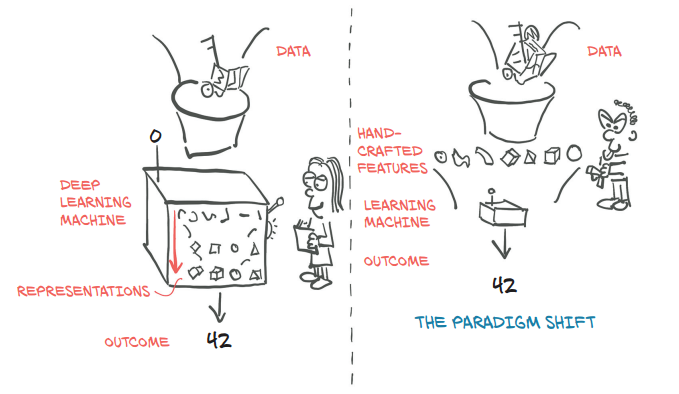 DATA
DEEP
LEARNING
MACHINE
REPRESENTATIONS
OUTCOME
42
DATA
HAND-
CRAFTED
FEATURES
LEARNING
MACHINE
OUTCOME
42
THE PARADIGM SHIFT